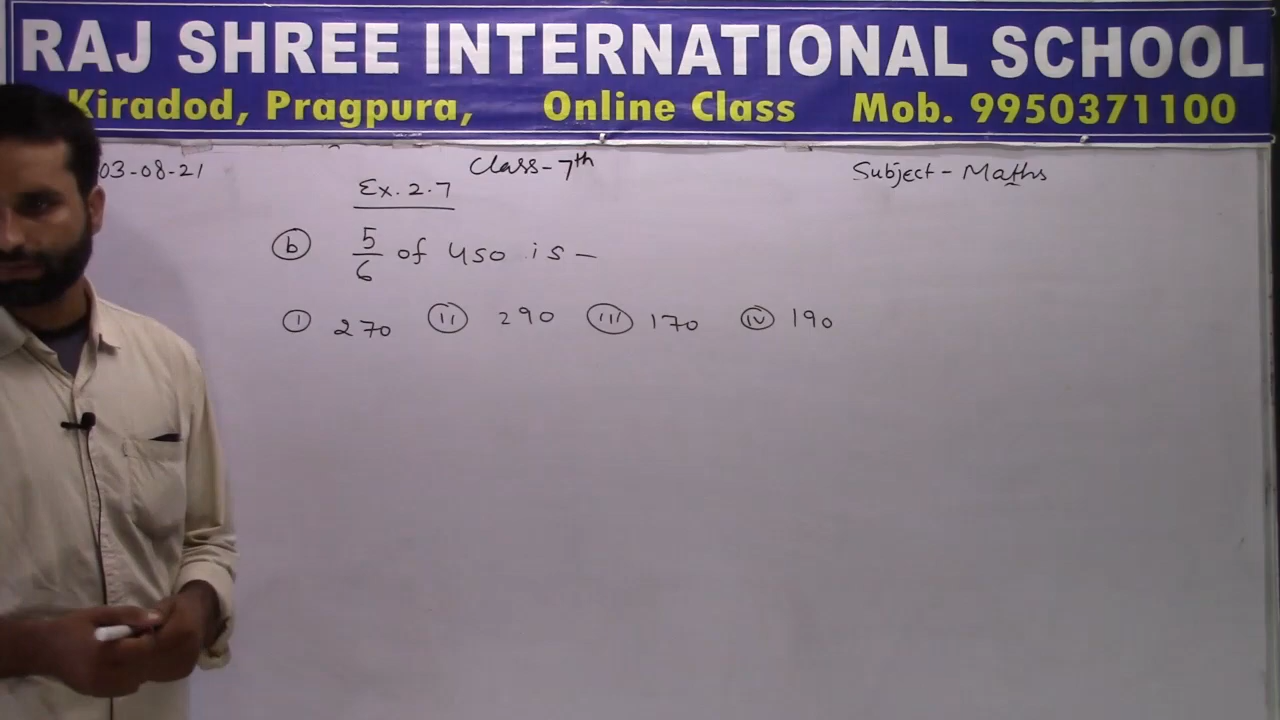 RAJ SHREE INTERNATIONAL SCHOOL
Kiradod, Pragpura, Online Class Mob. 9950371100
03-08-21 Class-7th Subject - Maths
Ex. 2.7
(b) 5/6 of 450 is —
(i) 270 (ii) 290 (iii) 170 (iv) 190